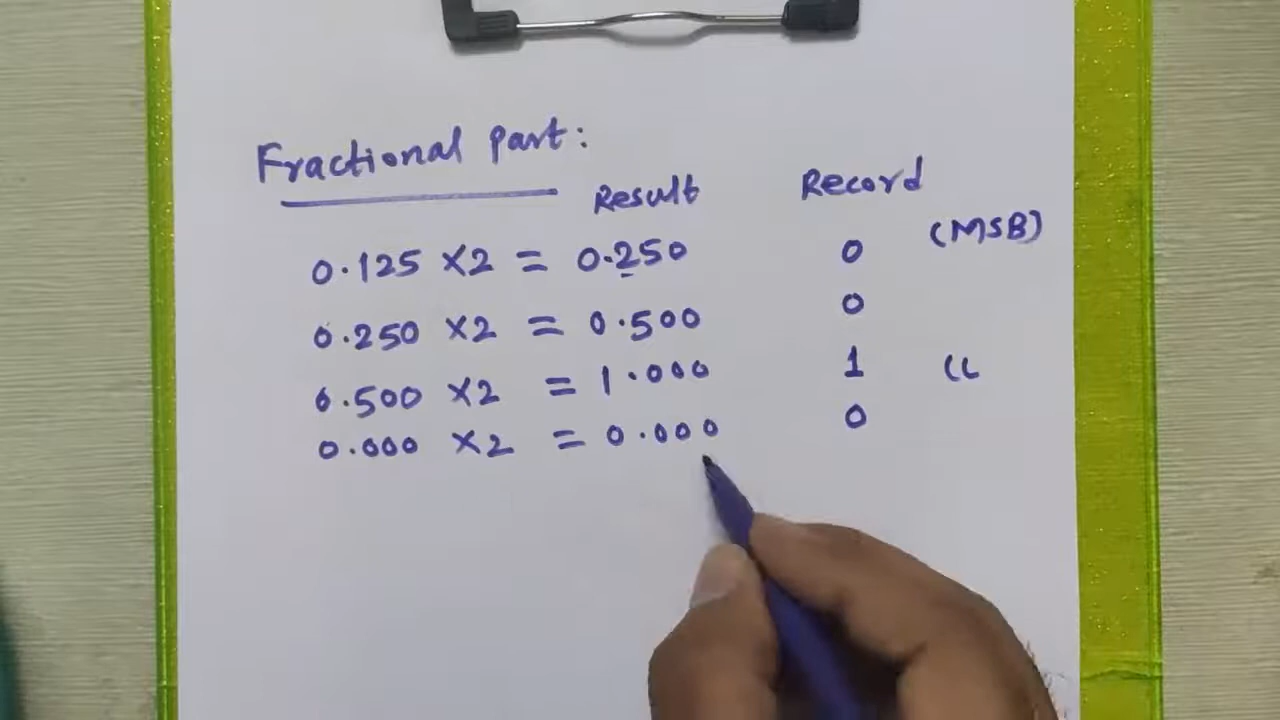 Fractional Part:
Result Record
(MSB)
0.125 x2 = 0.250 0
0.250 x2 = 0.500 0
0.500 x2 = 1.000 1
0.000 x2 = 0.000 0